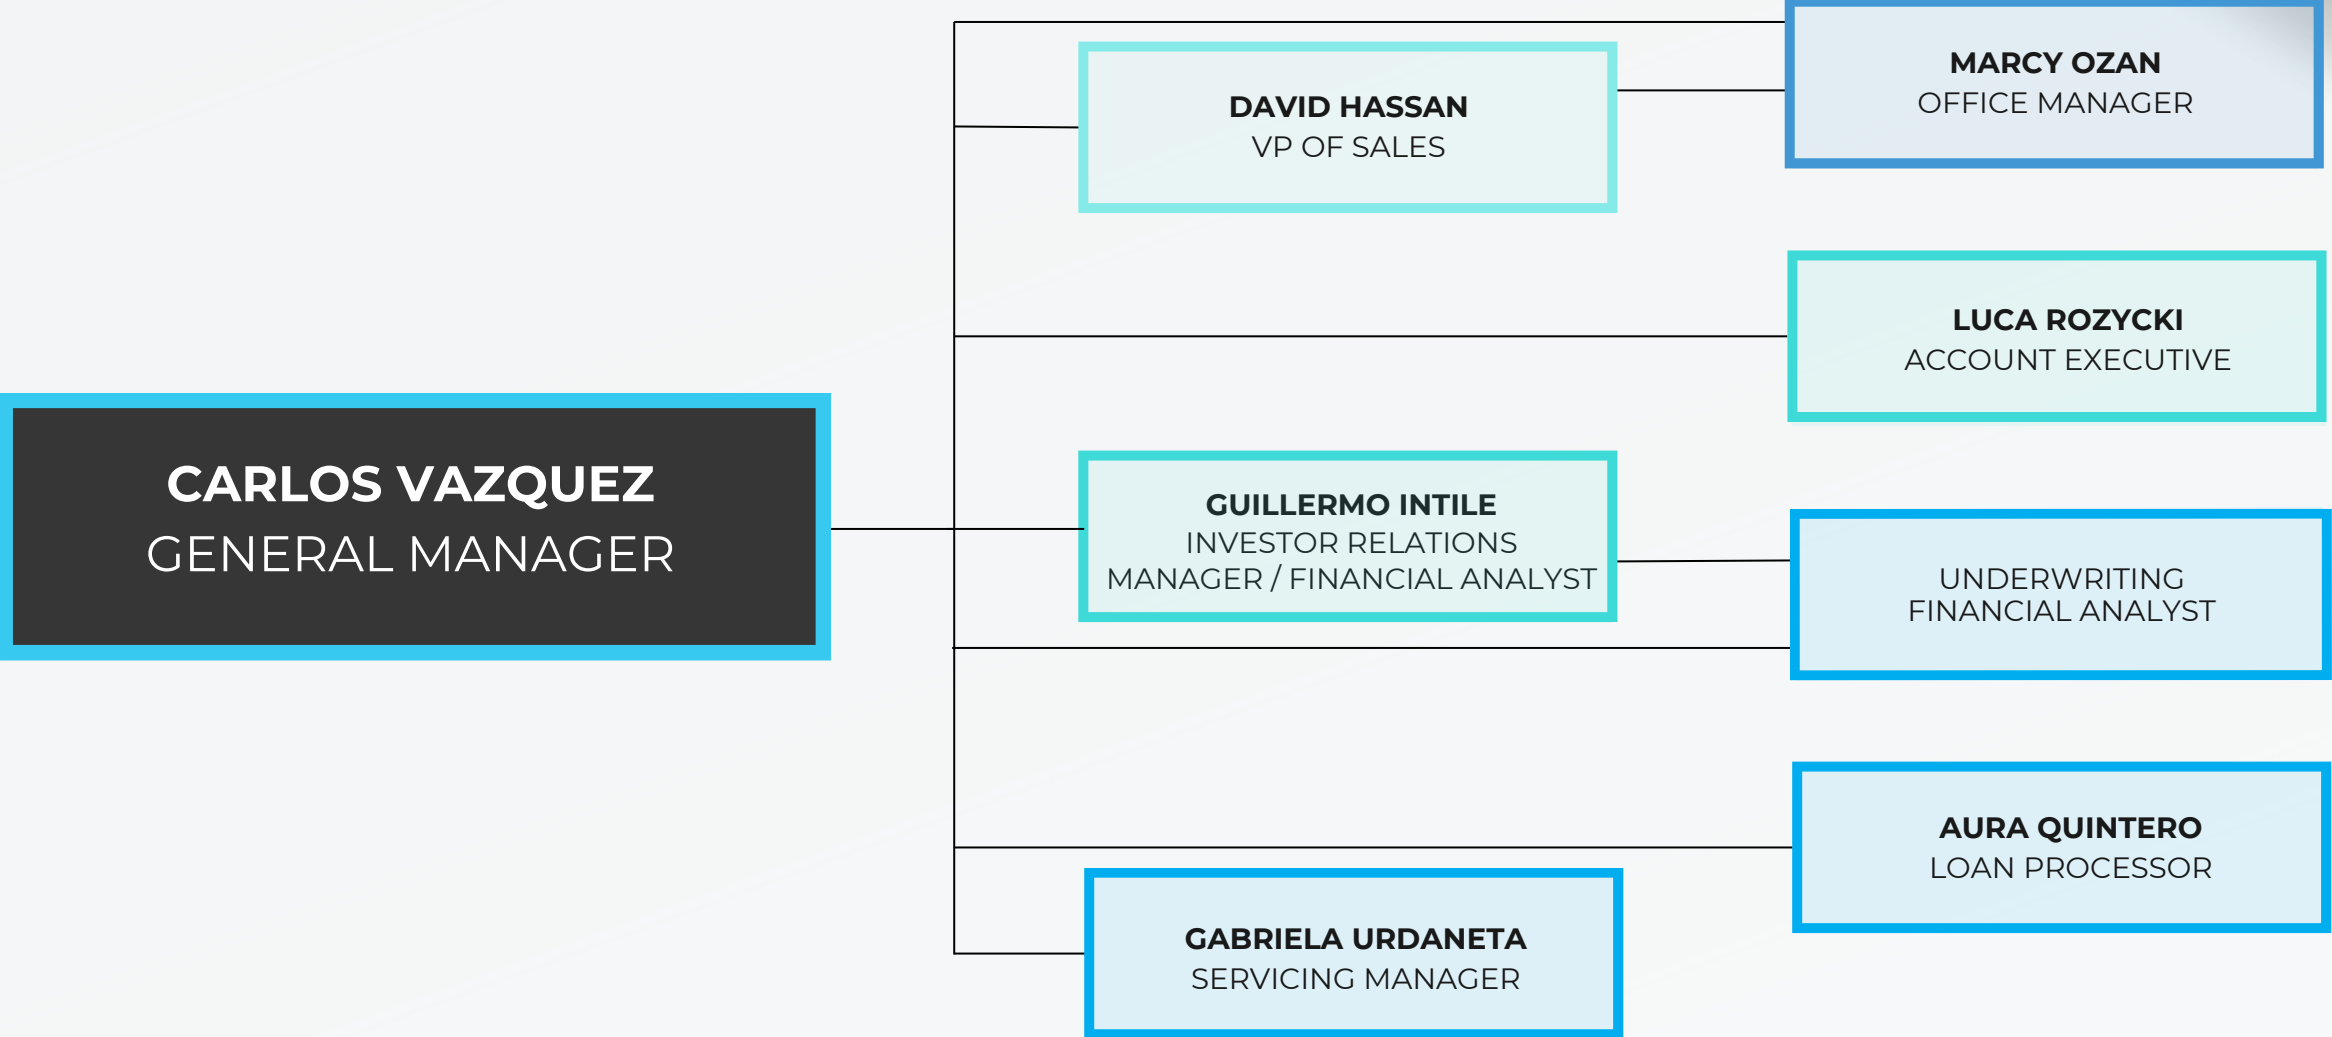 MARCY OZAN
OFFICE MANAGER
DAVID HASSAN
VP OF SALES
LUCA ROZYCKI
ACCOUNT EXECUTIVE
CARLOS VAZQUEZ
GENERAL MANAGER
GUILLERMO INTILE
INVESTOR RELATIONS
MANAGER / FINANCIAL ANALYST
UNDERWRITING
FINANCIAL ANALYST
AURA QUINTERO
LOAN PROCESSOR
GABRIELA URDANETA
SERVICING MANAGER